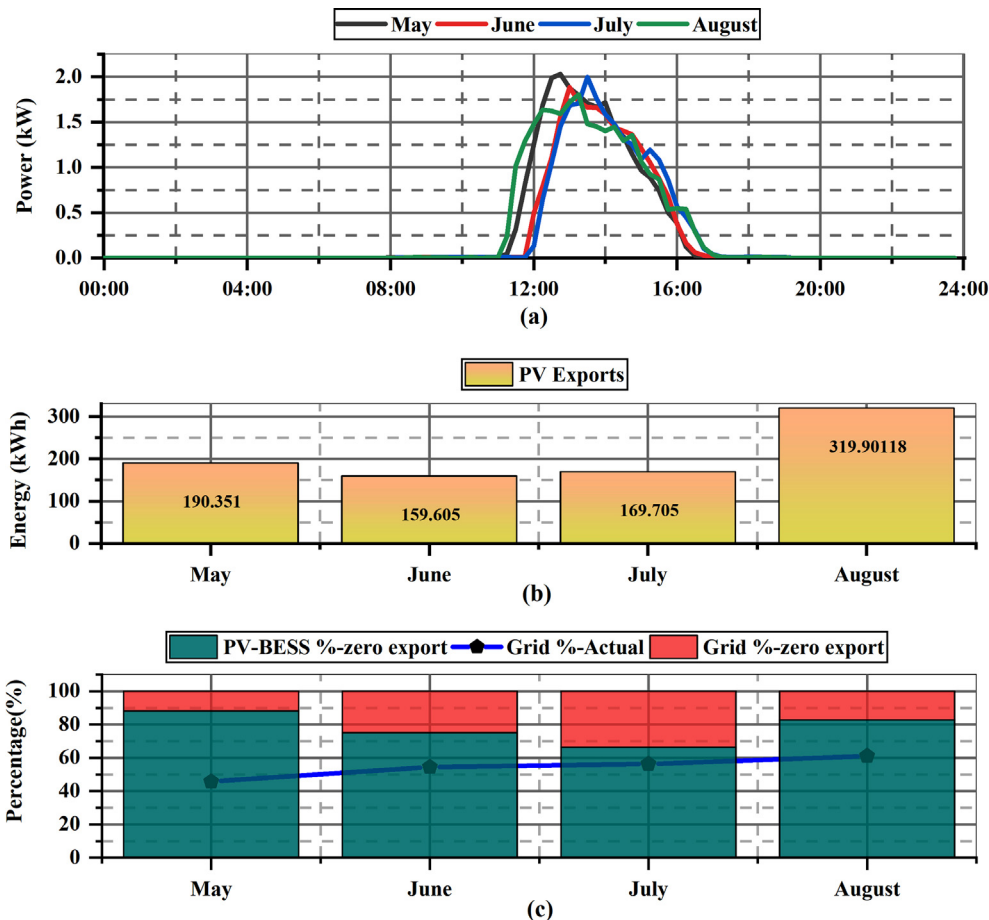 May June July August
Power (kW)
2.0
1.5
1.0
0.5
0.0
00:00 04:00 08:00 12:00 16:00 20:00 24:00
(a)
PV Exports
Energy (kWh)
300
200
100
0
190.351 159.605 169.705 319.90118
May June July August
(b)
PV-BESS %-zero export Grid %-Actual Grid %-zero export
Percentage(%)
100
80
60
40
20
0
May June July August
(c)